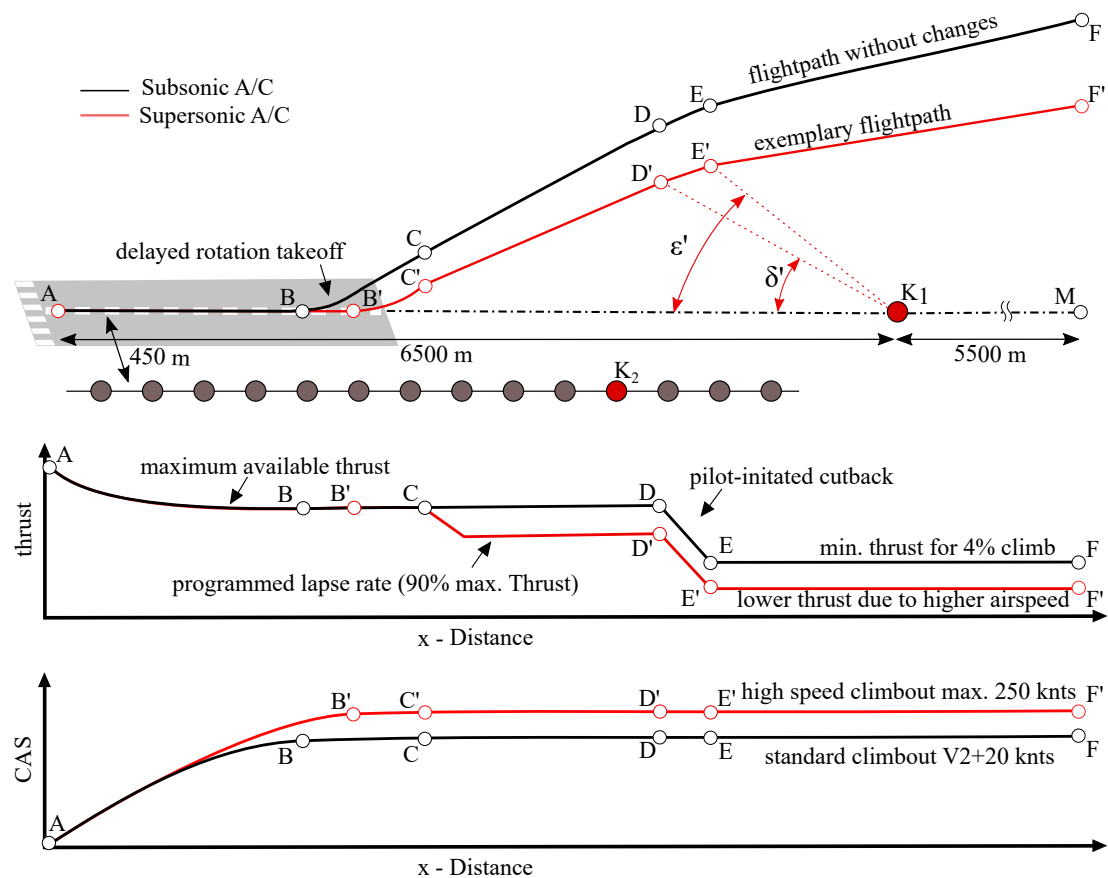 F
flightpath without changes
Subsonic A/C
Supersonic A/C
E
D
F'
exemplary flightpath
E'
D'
C
delayed rotation takeoff
ε'
C'
δ'
A
B
B'
K1
M
450 m
6500 m
5500 m
K2
A
maximum available thrust
B
B'
C
D
pilot-initated cutback
D'
E
min. thrust for 4% climb
F
programmed lapse rate (90% max. Thrust)
E'
lower thrust due to higher airspeed
F'
thrust
x - Distance
B'
C'
D'
E'
high speed climbout max. 250 knts
F'
B
C
D
E
standard climbout V2+20 knts
F
CAS
A
x - Distance